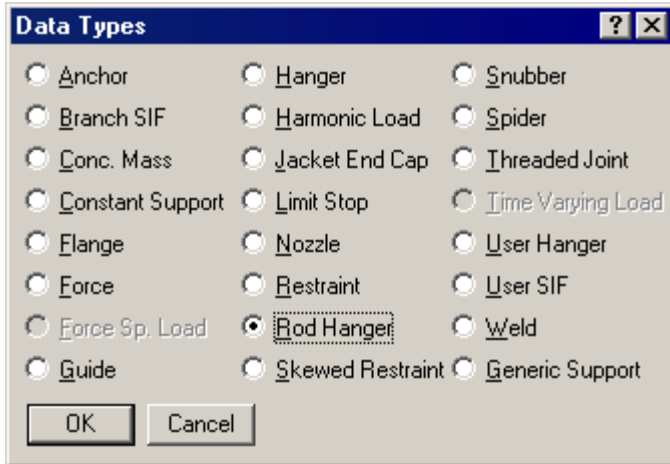 Data Types
Anchor Hanger Snubber
Branch SIF Harmonic Load Spider
Conc. Mass Jacket End Cap Threaded Joint
Constant Support Limit Stop Time Varying Load
Flange Nozzle User Hanger
Force Restraint User SIF
Force Sp. Load Rod Hanger Weld
Guide Skewed Restraint Generic Support
OK Cancel